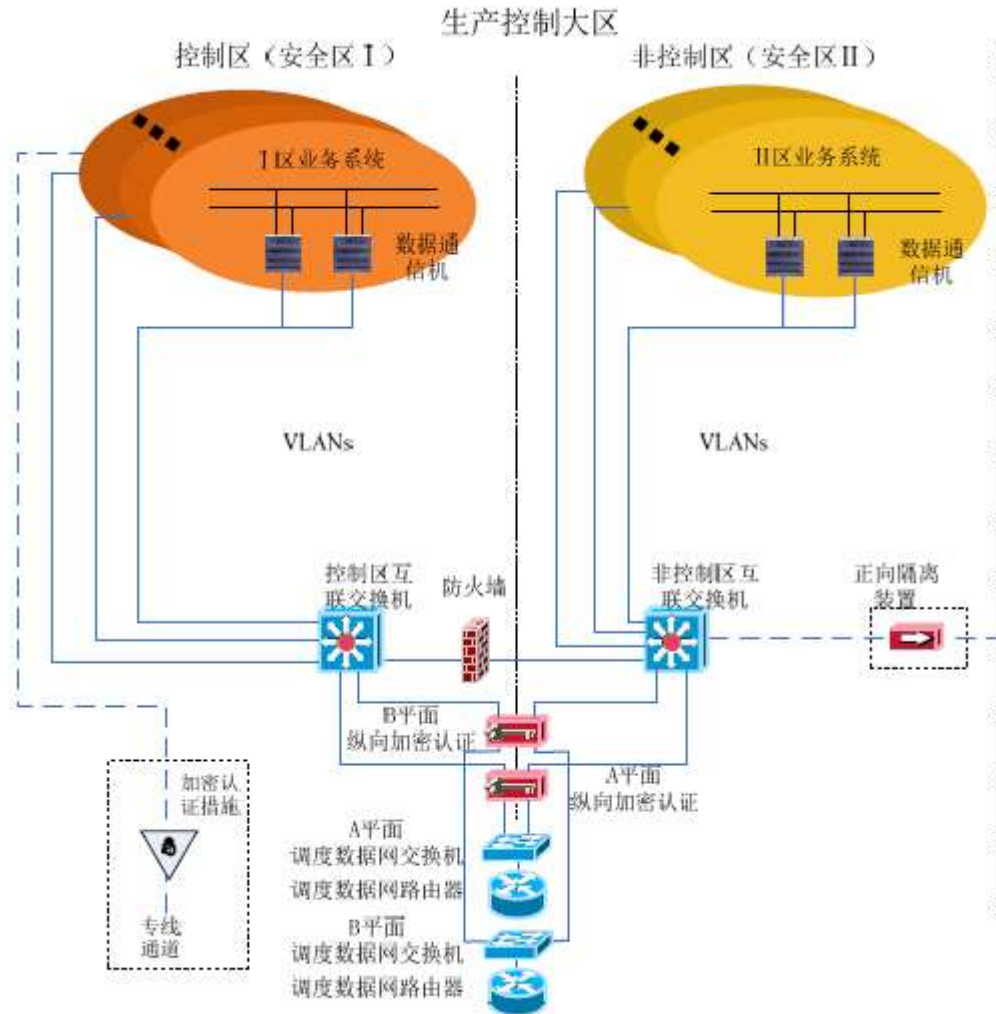 生产控制大区
控制区（安全区Ⅰ）
非控制区（安全区Ⅱ）
Ⅰ区业务系统
数据通
信机
Ⅱ区业务系统
数据通
信机
VLANs
VLANs
控制区互
联交换机
防火墙
非控制区互
联交换机
正向隔离
装置
B平面
纵向加密认证
A平面
纵向加密认证
加密认
证措施
专线
通道
A平面
调度数据网交换机
调度数据网路由器
B平面
调度数据网交换机
调度数据网路由器